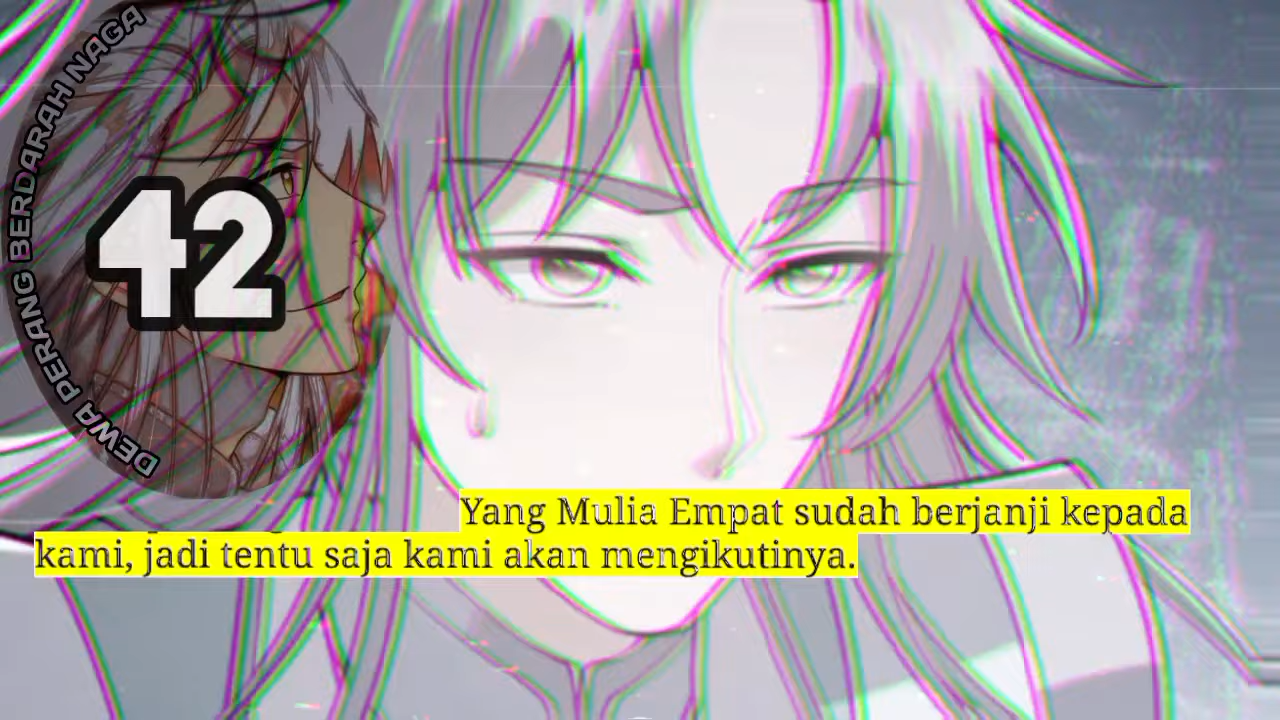 DEWA PERANG BERDARAH NAGA
42
Yang Mulia Empat sudah berjanji kepada
kami, jadi tentu saja kami akan mengikutinya.